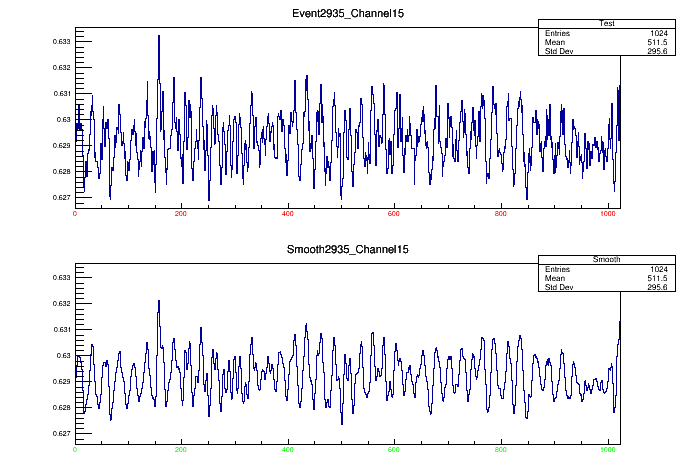 Event2935_Channel15
Test
Entries 1024
Mean 511.5
Std Dev 295.6
0.633
0.632
0.631
0.63
0.629
0.628
0.627
0 200 400 600 800 1000
Smooth2935_Channel15
Smooth
Entries 1024
Mean 511.5
Std Dev 295.6
0.633
0.632
0.631
0.63
0.629
0.628
0.627
0 200 400 600 800 1000